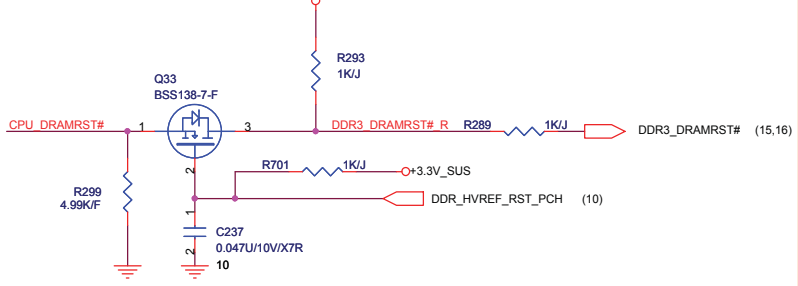 R293
1K/J
Q33
BSS138-7-F
CPU_DRAMRST#
1
3
DDR3_DRAMRST#_R
R289
1K/J
DDR3_DRAMRST# (15,16)
2
R701
1K/J
+3.3V_SUS
R299
4.99K/F
DDR_HVREF_RST_PCH (10)
1
C237
0.047U/10V/X7R
2
10